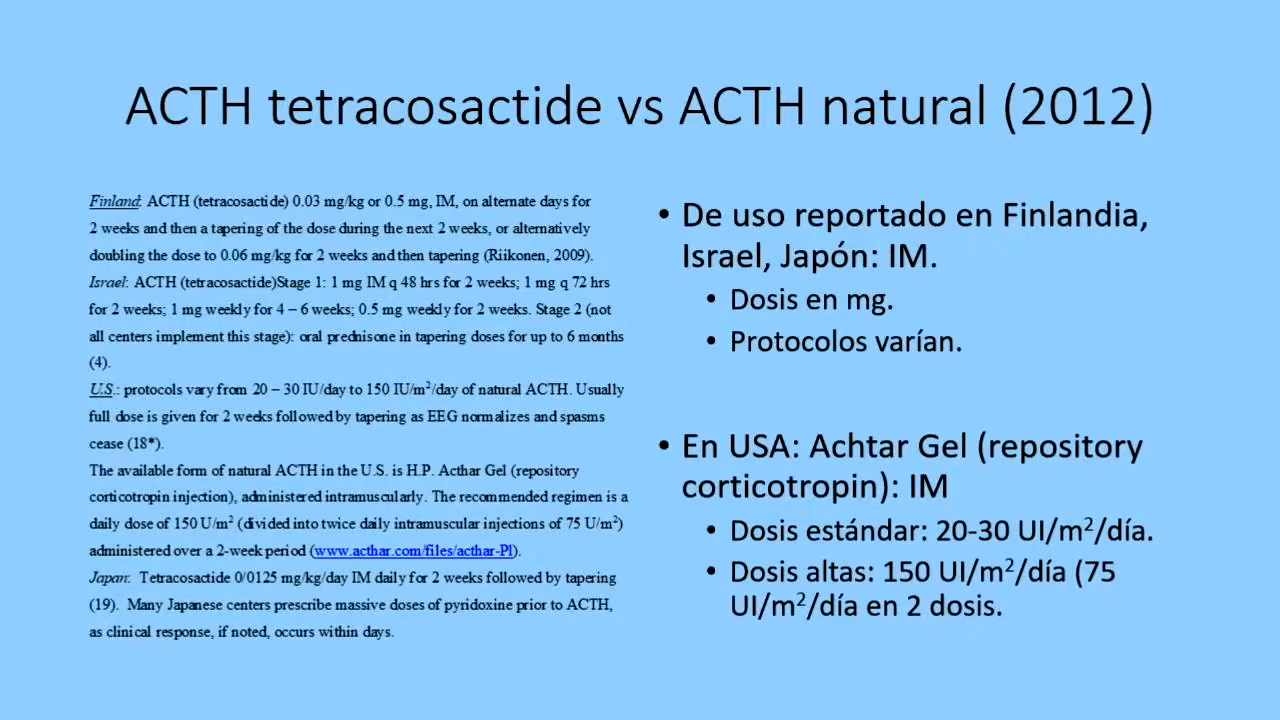 ACTH tetracosactide vs ACTH natural (2012)
Finland: ACTH (tetracosactide) 0.03 mg/kg or 0.5 mg, IM, on alternate days for
2 weeks and then a tapering of the dose during the next 2 weeks, or alternatively
doubling the dose to 0.06 mg/kg for 2 weeks and then tapering (Riikonen, 2009).
Israel: ACTH (tetracosactide)Stage 1: 1 mg IM q 48 hrs for 2 weeks; 1 mg q 72 hrs
for 2 weeks; 1 mg weekly for 4 – 6 weeks; 0.5 mg weekly for 2 weeks. Stage 2 (not
all centers implement this stage): oral prednisone in tapering doses for up to 6 months
(4).
U.S.: protocols vary from 20 – 30 IU/day to 150 IU/m²/day of natural ACTH. Usually
full dose is given for 2 weeks followed by tapering as EEG normalizes and spasms
cease (18*).
The available form of natural ACTH in the U.S. is H.P. Acthar Gel (repository
corticotropin injection), administered intramuscularly. The recommended regimen is a
daily dose of 150 U/m² (divided into twice daily intramuscular injections of 75 U/m²)
administered over a 2-week period (www.acthar.com/files/acthar-Pl).
Japan: Tetracosactide 0/0125 mg/kg/day IM daily for 2 weeks followed by tapering
(19). Many Japanese centers prescribe massive doses of pyridoxine prior to ACTH,
as clinical response, if noted, occurs within days.
• De uso reportado en Finlandia,
Israel, Japón: IM.
• Dosis en mg.
• Protocolos varían.
• En USA: Achtar Gel (repository
corticotropin): IM
• Dosis estándar: 20-30 UI/m²/día.
• Dosis altas: 150 UI/m²/día (75
UI/m²/día en 2 dosis.